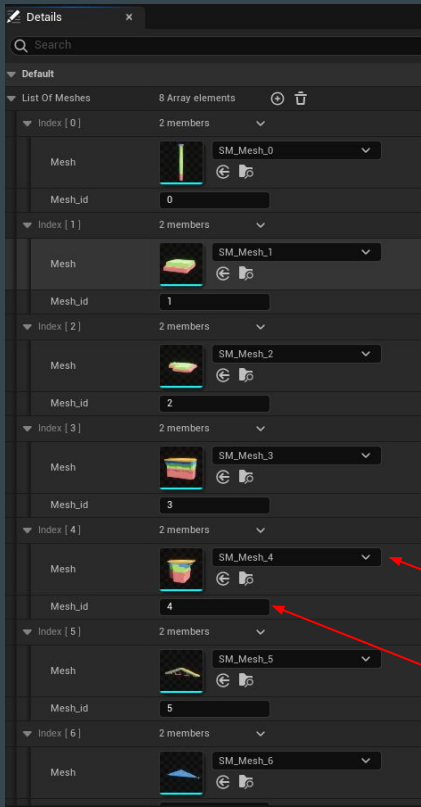 Details ×
Search
Default
List Of Meshes 8 Array elements
Index [ 0 ] 2 members
SM_Mesh_0
Mesh
Mesh_id 0
Index [ 1 ] 2 members
SM_Mesh_1
Mesh
Mesh_id 1
Index [ 2 ] 2 members
SM_Mesh_2
Mesh
Mesh_id 2
Index [ 3 ] 2 members
SM_Mesh_3
Mesh
Mesh_id 3
Index [ 4 ] 2 members
SM_Mesh_4
Mesh
Mesh_id 4
Index [ 5 ] 2 members
SM_Mesh_5
Mesh
Mesh_id 5
Index [ 6 ] 2 members
SM_Mesh_6
Mesh